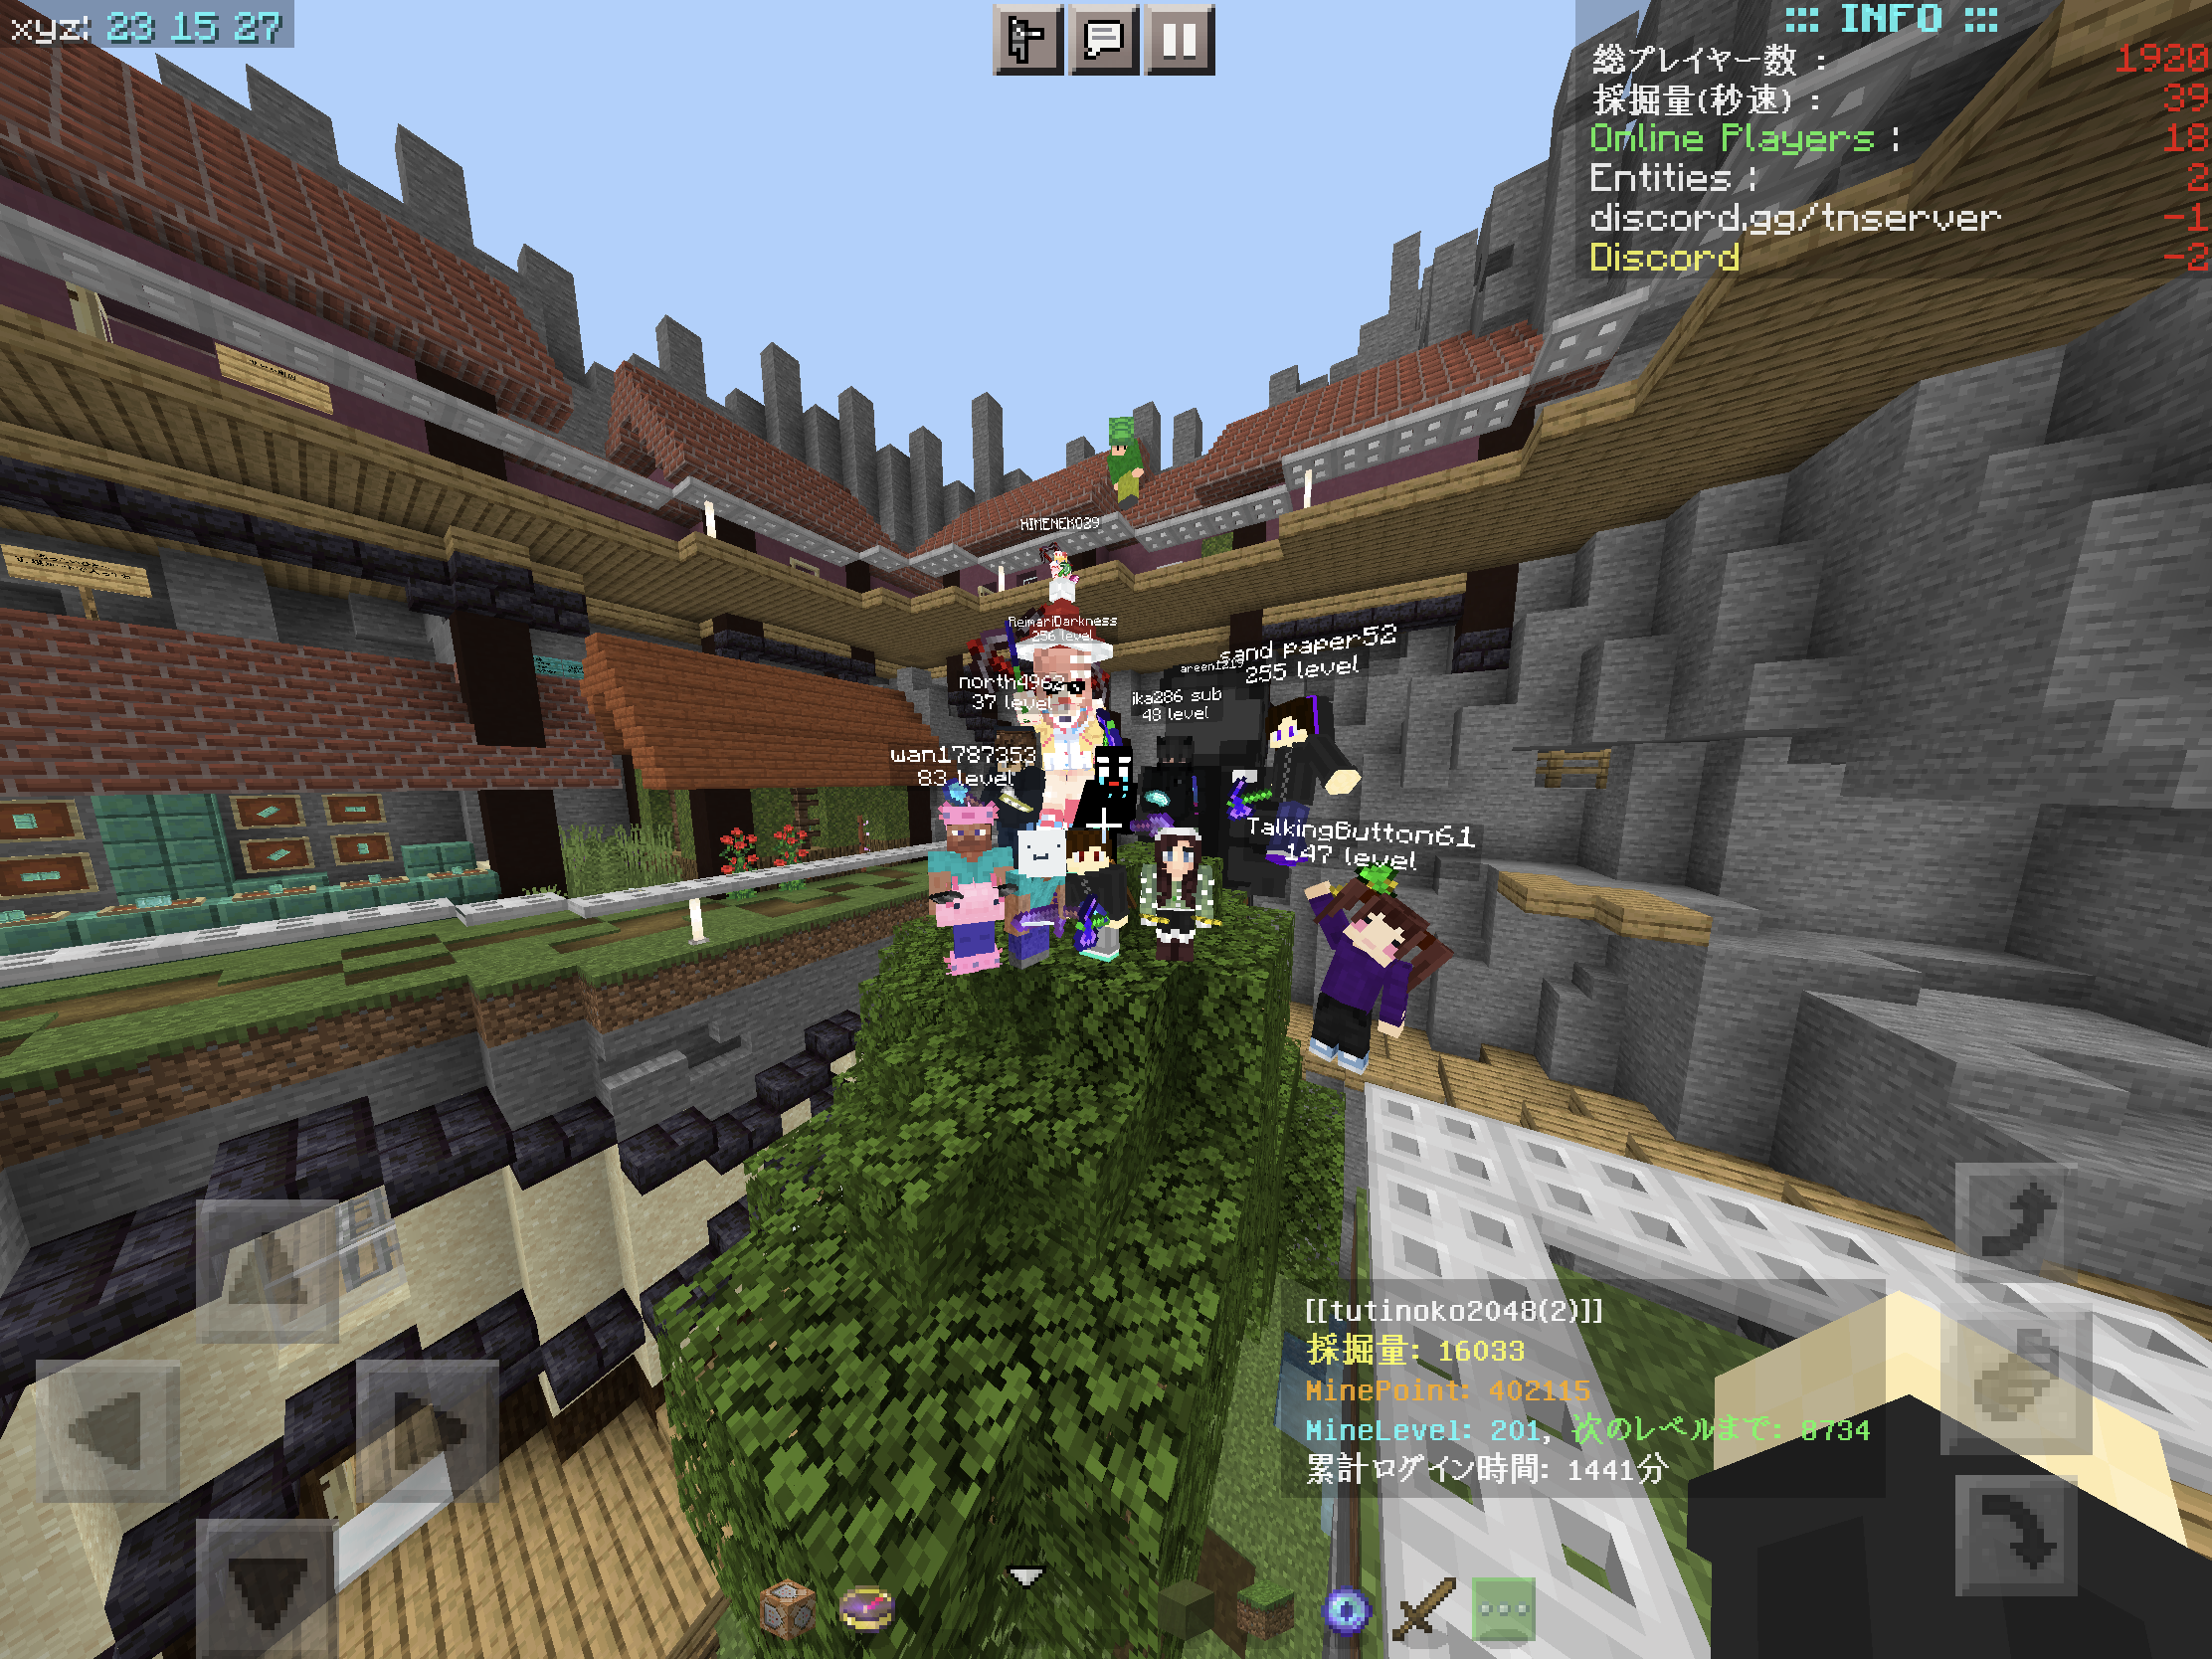 xyz: 23 15 27
::: INFO :::
総プレイヤー数 : 1920
採掘量(秒速) : 39
Online Players : 18
Entities : 2
discord.gg/tnserver -1
Discord -2
HIMENEKO29
RemariDarkness
256 level
sand paper52
255 level
areen1219
north4962
37 level
ika286 sub
48 level
wan1787353
83 level
TalkingButton61
147 level
[[tutinoko2048(2)]]
採掘量: 16033
MinePoint: 402115
MineLevel: 201, 次のレベルまで: 8734
累計ログイン時間: 1441分